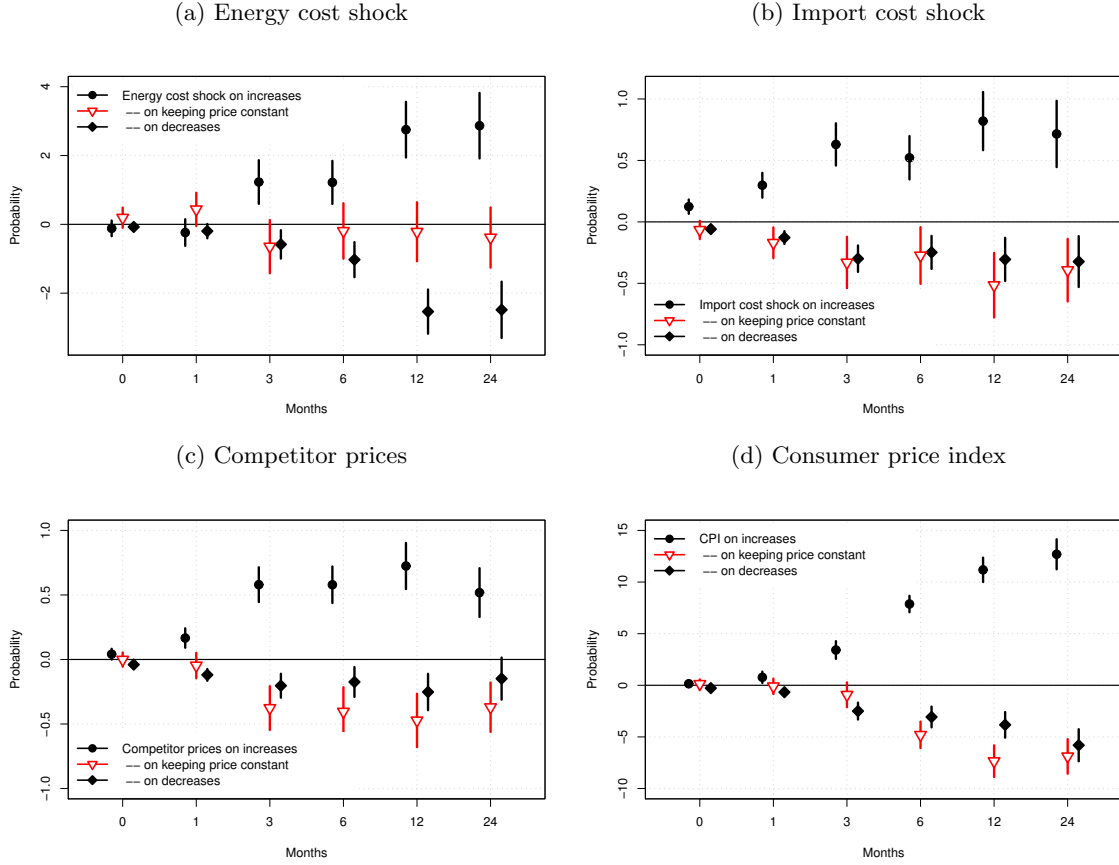 (a) Energy cost shock
Probability
4
2
0
−2
Energy cost shock on increases
−− on keeping price constant
−− on decreases
0 1 3 6 12 24
Months
(b) Import cost shock
Probability
1.0
0.5
0.0
−0.5
−1.0
Import cost shock on increases
−− on keeping price constant
−− on decreases
0 1 3 6 12 24
Months
(c) Competitor prices
Probability
1.0
0.5
0.0
−0.5
−1.0
Competitor prices on increases
−− on keeping price constant
−− on decreases
0 1 3 6 12 24
Months
(d) Consumer price index
Probability
15
10
5
0
−5
−10
CPI on increases
−− on keeping price constant
−− on decreases
0 1 3 6 12 24
Months